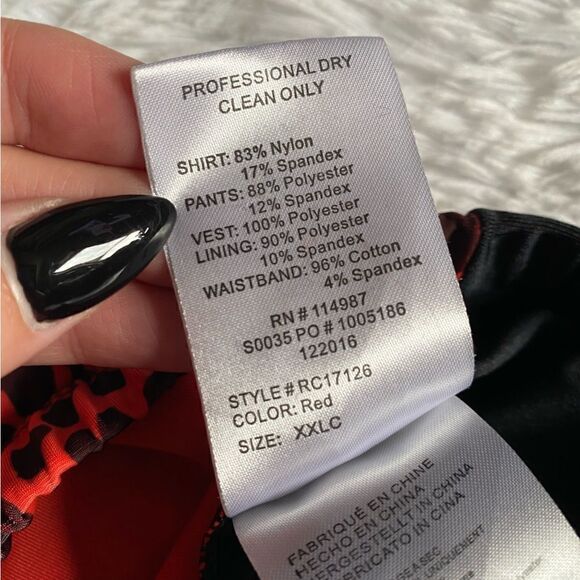 PROFESSIONAL DRY
CLEAN ONLY
SHIRT: 83% Nylon
17% Spandex
PANTS: 88% Polyester
12% Spandex
VEST: 100% Polyester
LINING: 90% Polyester
10% Spandex
WAISTBAND: 96% Cotton
4% Spandex
RN# 114987
S0035 PO # 1005186
122016
STYLE # RC17126
COLOR: Red
SIZE: XXLC
FABRIQUÉ EN CHINE
HECHO EN CHINA
HERGESTELLT IN CHINA
FABRICATO IN CINA